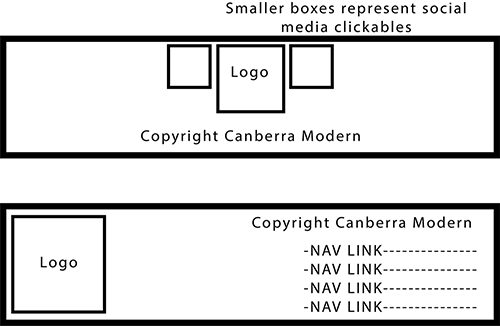 Smaller boxes represent social
media clickables
Logo
Copyright Canberra Modern
Copyright Canberra Modern
Logo
-NAV LINK---------------
-NAV LINK---------------
-NAV LINK---------------
-NAV LINK---------------